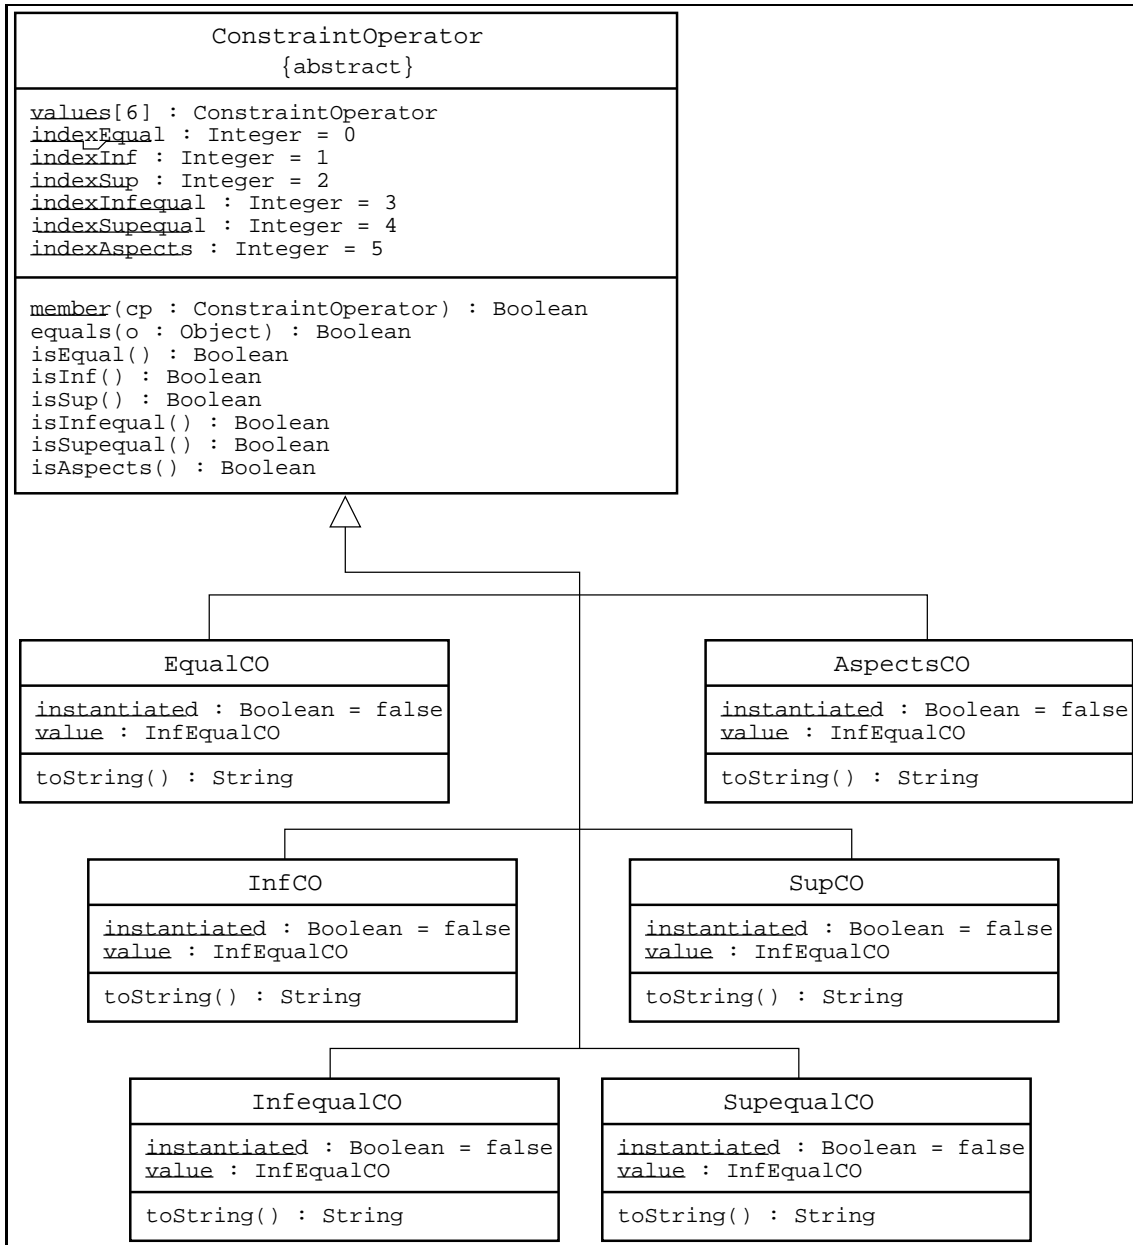 ConstraintOperator
{abstract}
values[6] : ConstraintOperator
indexEqual : Integer = 0
indexInf : Integer = 1
indexSup : Integer = 2
indexInfequal : Integer = 3
indexSupequal : Integer = 4
indexAspects : Integer = 5
member(cp : ConstraintOperator) : Boolean
equals(o : Object) : Boolean
isEqual() : Boolean
isInf() : Boolean
isSup() : Boolean
isInfequal() : Boolean
isSupequal() : Boolean
isAspects() : Boolean
EqualCO
instantiated : Boolean = false
value : InfEqualCO
toString() : String
AspectsCO
instantiated : Boolean = false
value : InfEqualCO
toString() : String
InfCO
instantiated : Boolean = false
value : InfEqualCO
toString() : String
SupCO
instantiated : Boolean = false
value : InfEqualCO
toString() : String
InfequalCO
instantiated : Boolean = false
value : InfEqualCO
toString() : String
SupequalCO
instantiated : Boolean = false
value : InfEqualCO
toString() : String